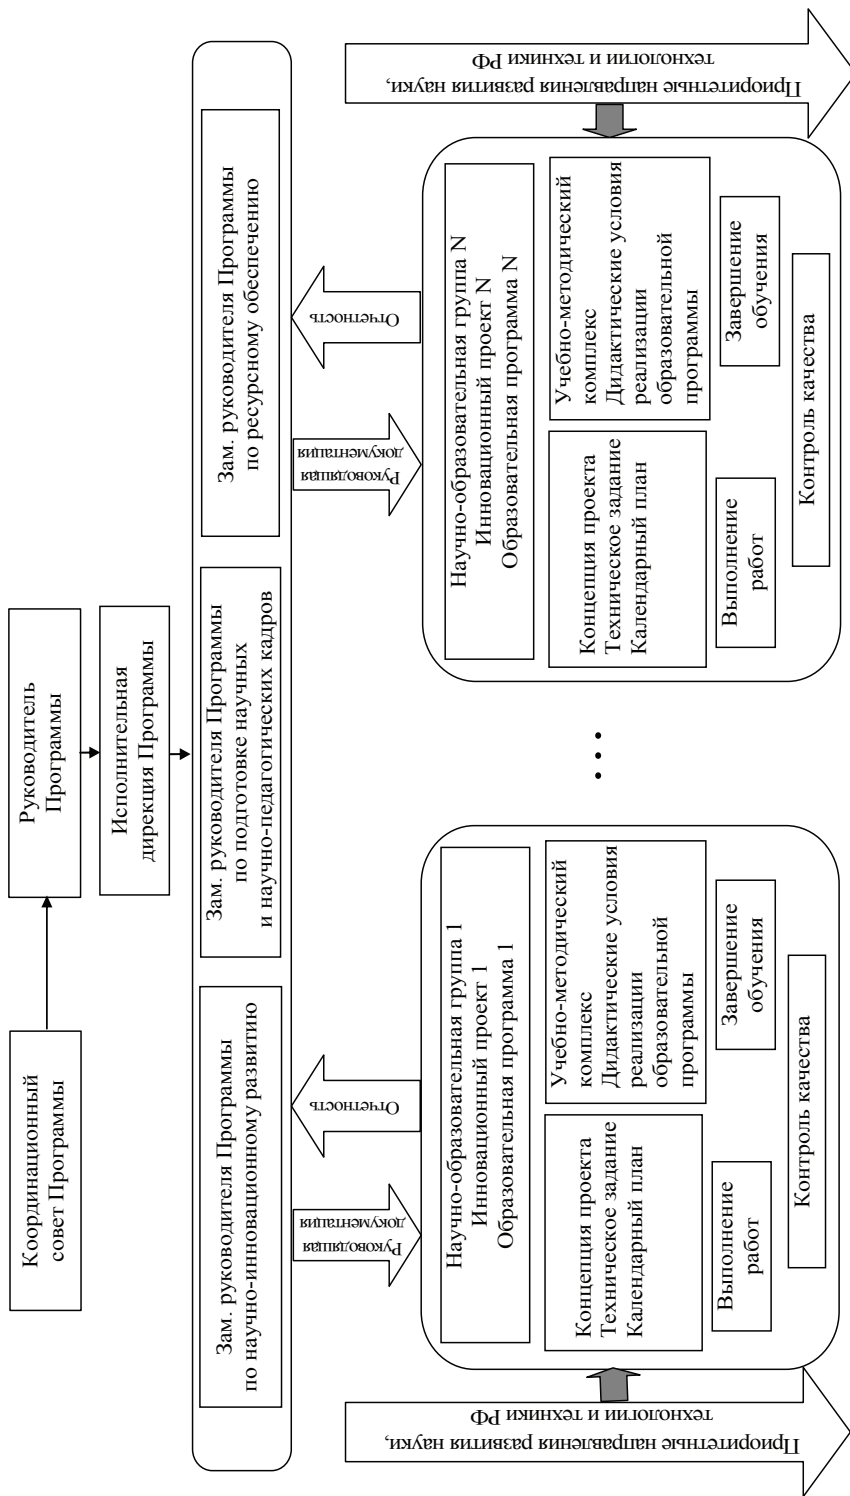 Координационный
совет Программы
Руководитель
Программы
Исполнительная
дирекция Программы
Зам. руководителя Программы
по научно-инновационному развитию
Зам. руководителя Программы
по подготовке научных
и научно-педагогических кадров
Зам. руководителя Программы
по ресурсному обеспечению
Руководящая
документация
Отчетность
Руководящая
документация
Отчетность
Приоритетные направления развития науки,
технологии и техники РФ
Научно-образовательная группа 1
Инновационный проект 1
Образовательная программа 1
Концепция проекта
Техническое задание
Календарный план
Учебно-методический
комплекс
Дидактические условия
реализации
образовательной
программы
Выполнение
работ
Завершение
обучения
Контроль качества
...
Научно-образовательная группа N
Инновационный проект N
Образовательная программа N
Концепция проекта
Техническое задание
Календарный план
Учебно-методический
комплекс
Дидактические условия
реализации
образовательной
программы
Выполнение
работ
Завершение
обучения
Контроль качества
Приоритетные направления развития науки,
технологии и техники РФ